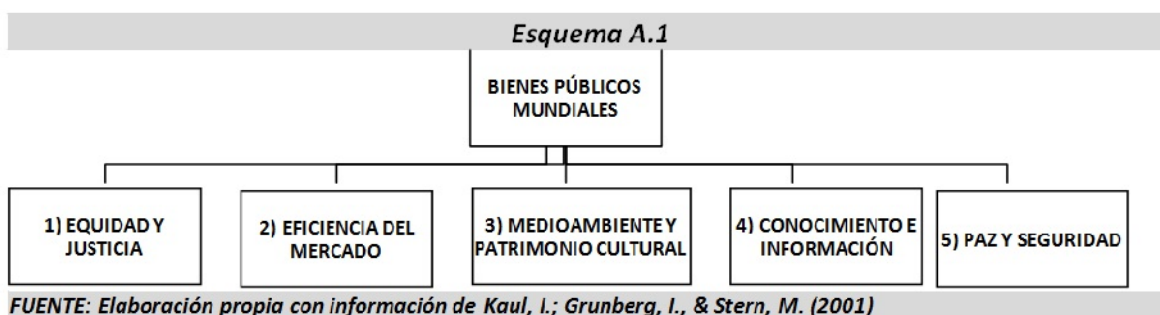 Esquema A.1
BIENES PÚBLICOS
MUNDIALES
1) EQUIDAD Y
JUSTICIA
2) EFICIENCIA DEL
MERCADO
3) MEDIOAMBIENTE Y
PATRIMONIO CULTURAL
4) CONOCIMIENTO E
INFORMACIÓN
5) PAZ Y SEGURIDAD
FUENTE: Elaboración propia con información de Kaul, I.; Grunberg, I., & Stern, M. (2001)